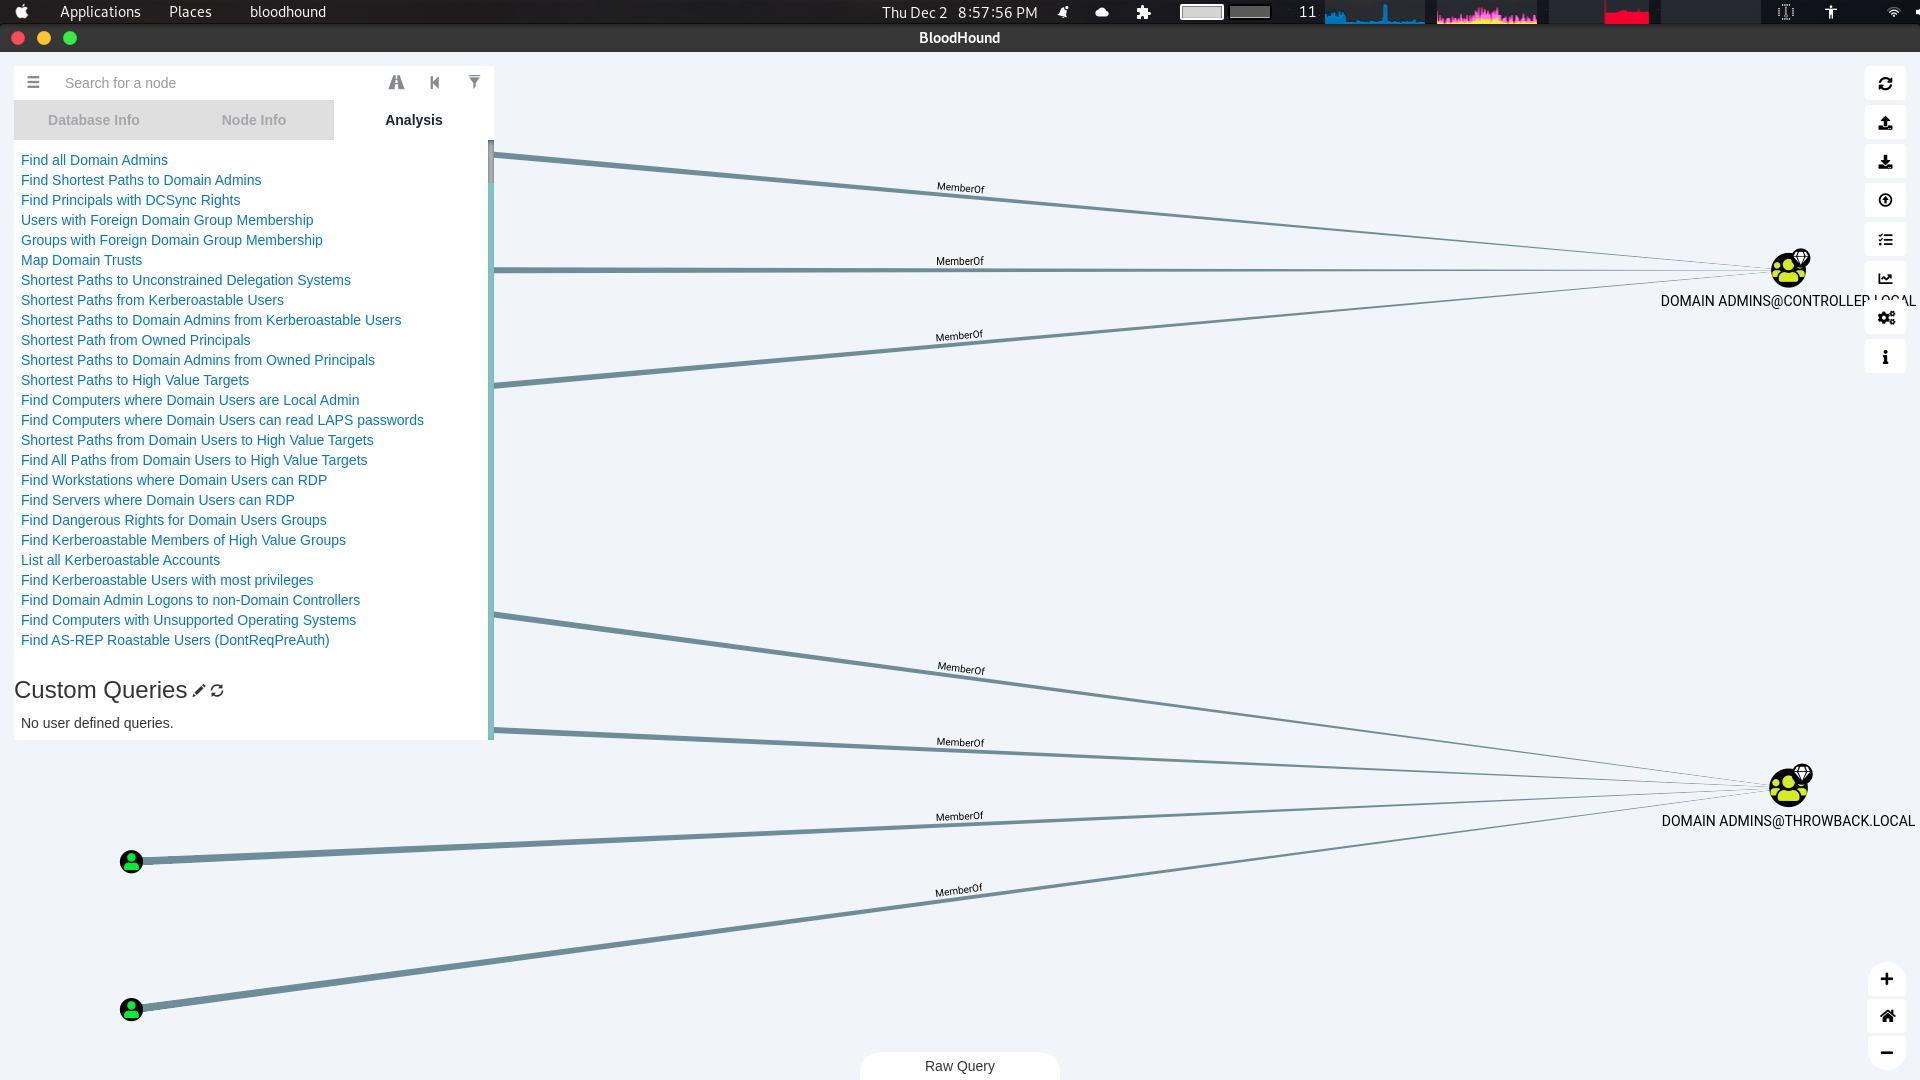 Applications Places bloodhound Thu Dec 2 8:57:56 PM 11
BloodHound
Search for a node
Database Info Node Info Analysis
Find all Domain Admins
Find Shortest Paths to Domain Admins
Find Principals with DCSync Rights
Users with Foreign Domain Group Membership
Groups with Foreign Domain Group Membership
Map Domain Trusts
Shortest Paths to Unconstrained Delegation Systems
Shortest Paths from Kerberoastable Users
Shortest Paths to Domain Admins from Kerberoastable Users
Shortest Path from Owned Principals
Shortest Paths to Domain Admins from Owned Principals
Shortest Paths to High Value Targets
Find Computers where Domain Users are Local Admin
Find Computers where Domain Users can read LAPS passwords
Shortest Paths from Domain Users to High Value Targets
Find All Paths from Domain Users to High Value Targets
Find Workstations where Domain Users can RDP
Find Servers where Domain Users can RDP
Find Dangerous Rights for Domain Users Groups
Find Kerberoastable Members of High Value Groups
List all Kerberoastable Accounts
Find Kerberoastable Users with most privileges
Find Domain Admin Logons to non-Domain Controllers
Find Computers with Unsupported Operating Systems
Find AS-REP Roastable Users (DontReqPreAuth)
Custom Queries
No user defined queries.
MemberOf
MemberOf
DOMAIN ADMINS@CONTROLLER.LOCAL
MemberOf
MemberOf
MemberOf
MemberOf
DOMAIN ADMINS@THROWBACK.LOCAL
MemberOf
Raw Query